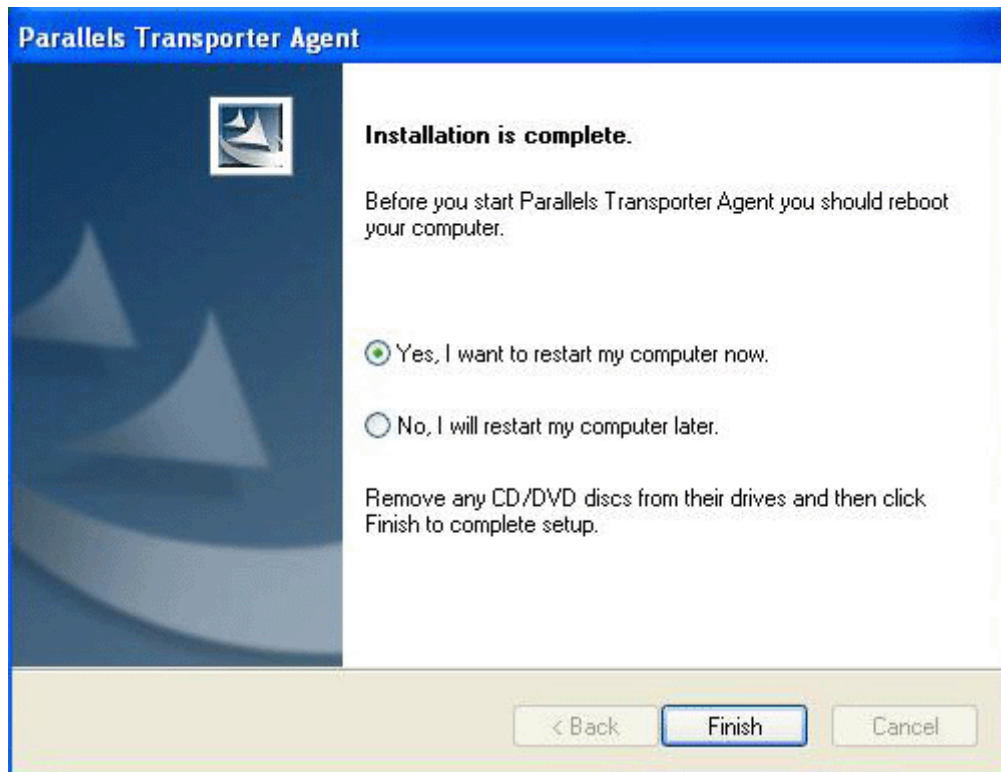 Parallels Transporter Agent
Installation is complete.
Before you start Parallels Transporter Agent you should reboot
your computer.
Yes, I want to restart my computer now.
No, I will restart my computer later.
Remove any CD/DVD discs from their drives and then click
Finish to complete setup.
< Back
Finish
Cancel